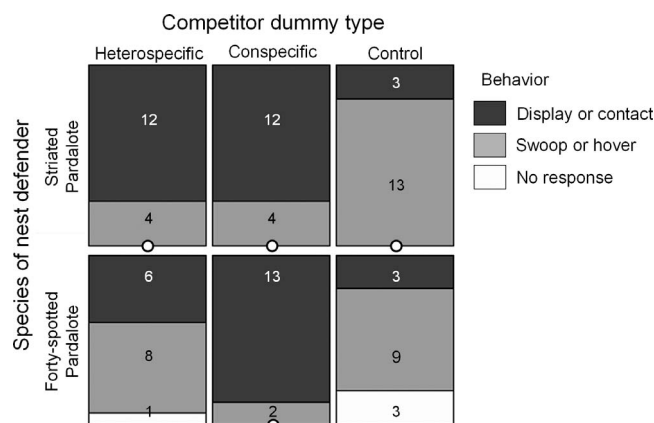 Competitor dummy type
Heterospecific Conspecific Control
Species of nest defender
Striated
Pardalote
12 12 3
4 4 13
Forty-spotted
Pardalote
6 13 3
8 9
1 2 3
Behavior
Display or contact
Swoop or hover
No response